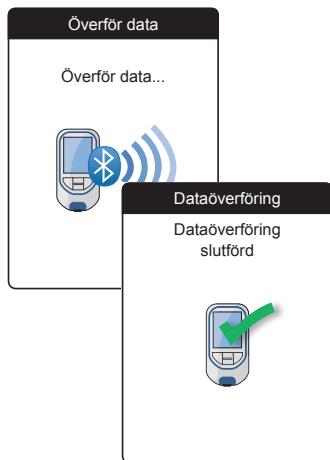 Överför data
Överför data...
Dataöverföring
Dataöverföring
slutförd